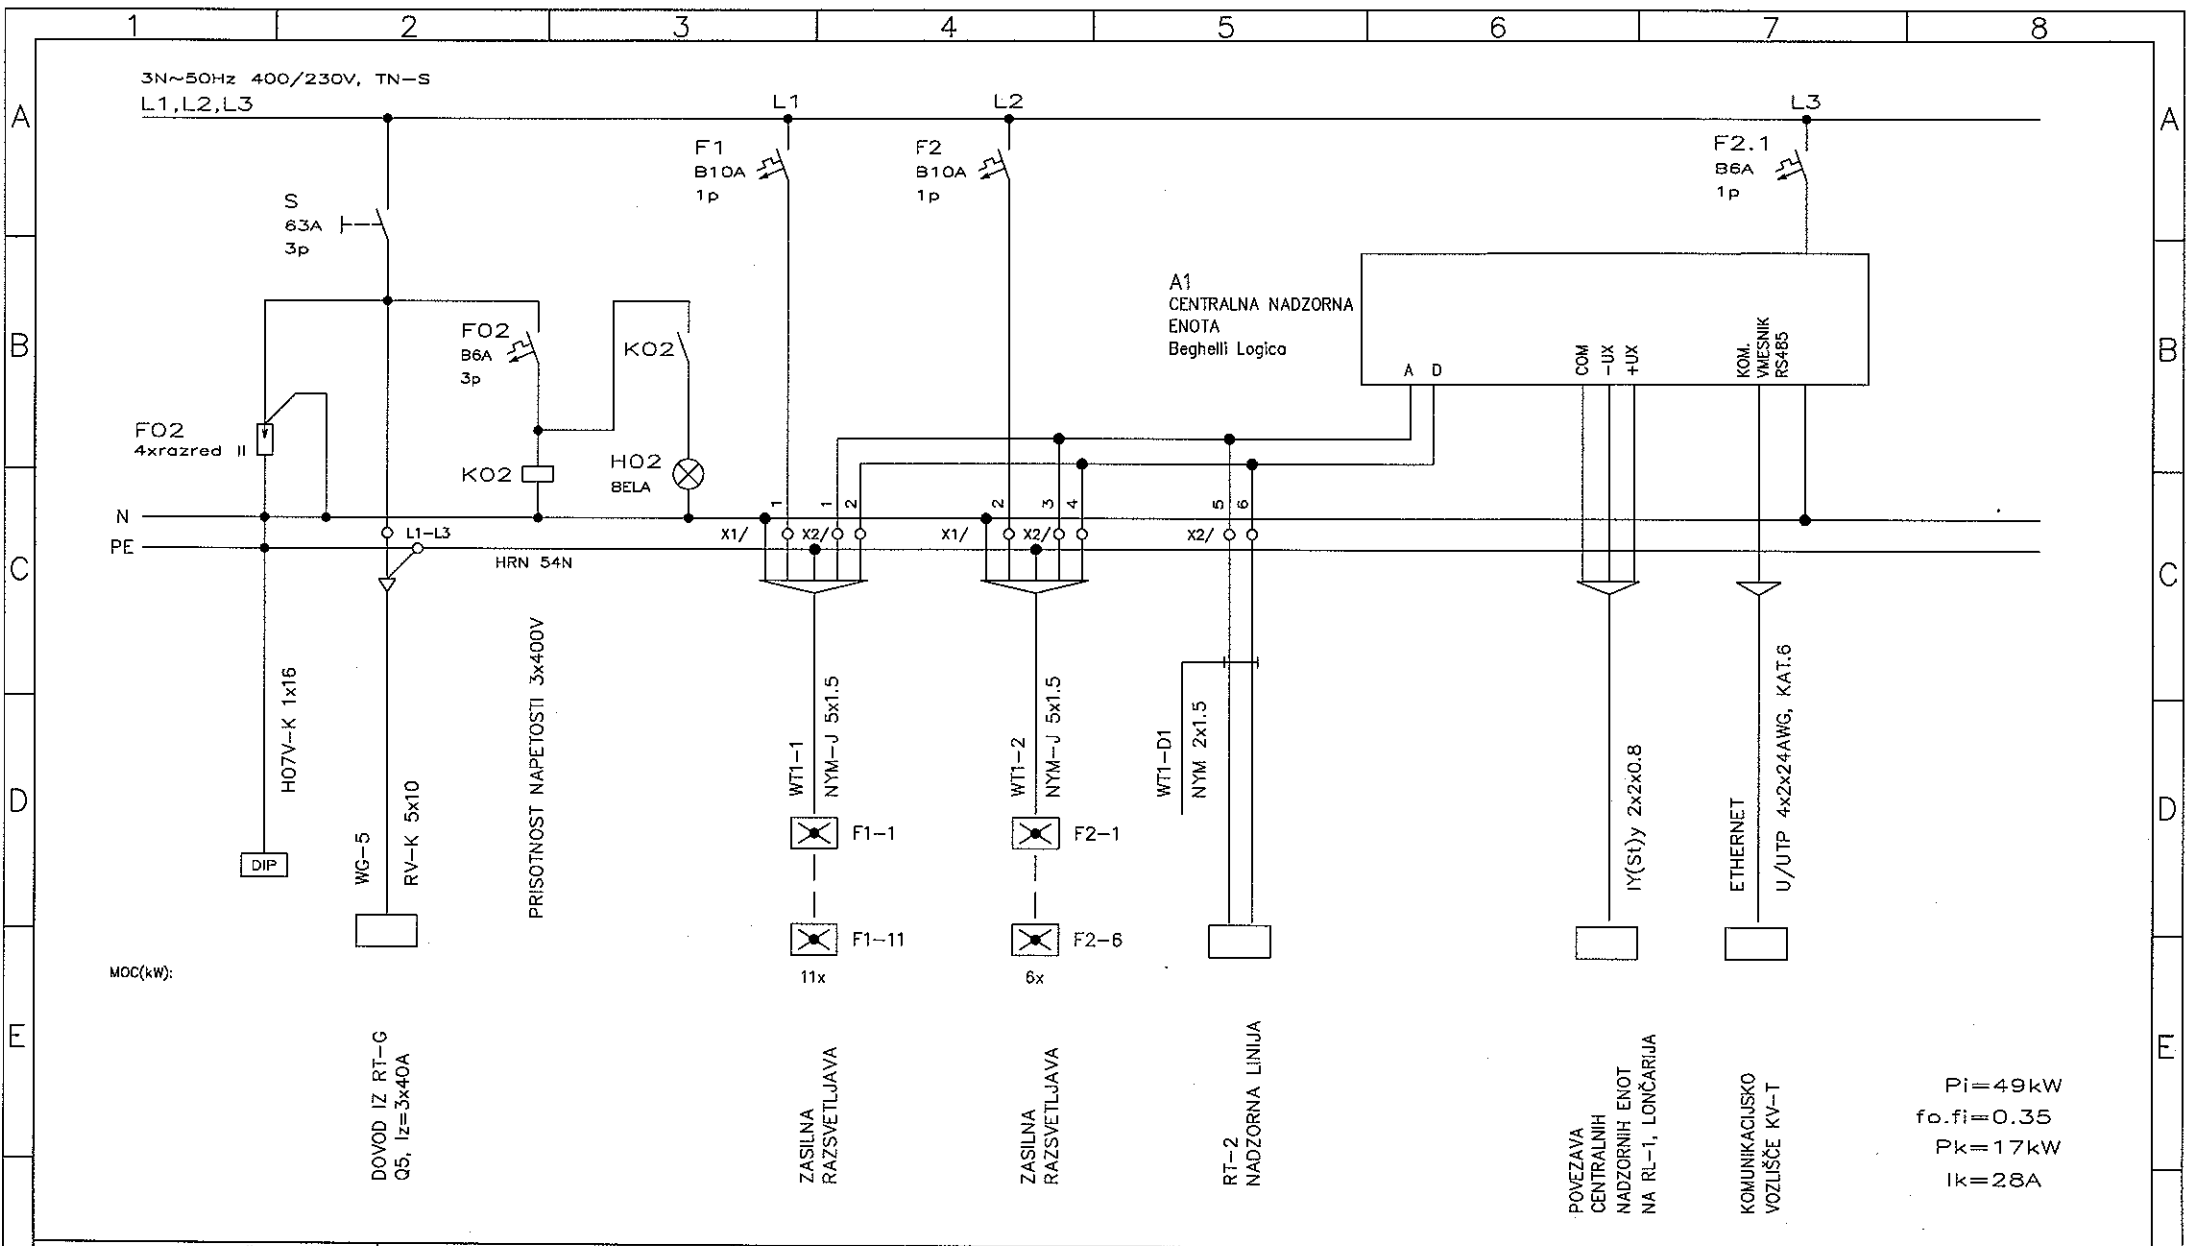 1 2 3 4 5 6 7 8
3N~50Hz 400/230V, TN-S
L1,L2,L3
L1
L2
L3
A
A
F1
B10A
1p
F2
B10A
1p
F2.1
B6A
1p
S
63A
3p
A1
CENTRALNA NADZORNA
ENOTA
Beghelli Logica
A D
COM
-UX
+UX
KOM.
VMESNIK
RS485
B
B
F02
B6A
3p
K02
F02
4xrazred II
K02
H02
BELA
1
1
2
2
3
4
5
6
N
PE
L1-L3
HRN 54N
X1/
X2/
X1/
X2/
X2/
C
C
H07V-K 1x16
DIP
WG-5
RV-K 5x10
PRISOTNOST NAPETOSTI 3x400V
WT1-1
NYM-J 5x1.5
WT1-2
NYM-J 5x1.5
WT1-D1
NYM 2x1.5
IY(St)y 2x2x0.8
ETHERNET
U/UTP 4x2x24AWG, KAT.6
D
D
F1-1
F2-1
F1-11
F2-6
11x
6x
MOC(kW):
E
E
DOVOD IZ RT-G
Q5, Iz=3x40A
ZASILNA
RAZSVETLJAVA
ZASILNA
RAZSVETLJAVA
RT-2
NADZORNA LINIJA
POVEZAVA
CENTRALNIH
NADZORNIH ENOT
NA RL-1, LONČARIJA
KOMUNIKACIJSKO
VOZLIŠČE KV-T
Pi=49kW
fo.fi=0.35
Pk=17kW
Ik=28A